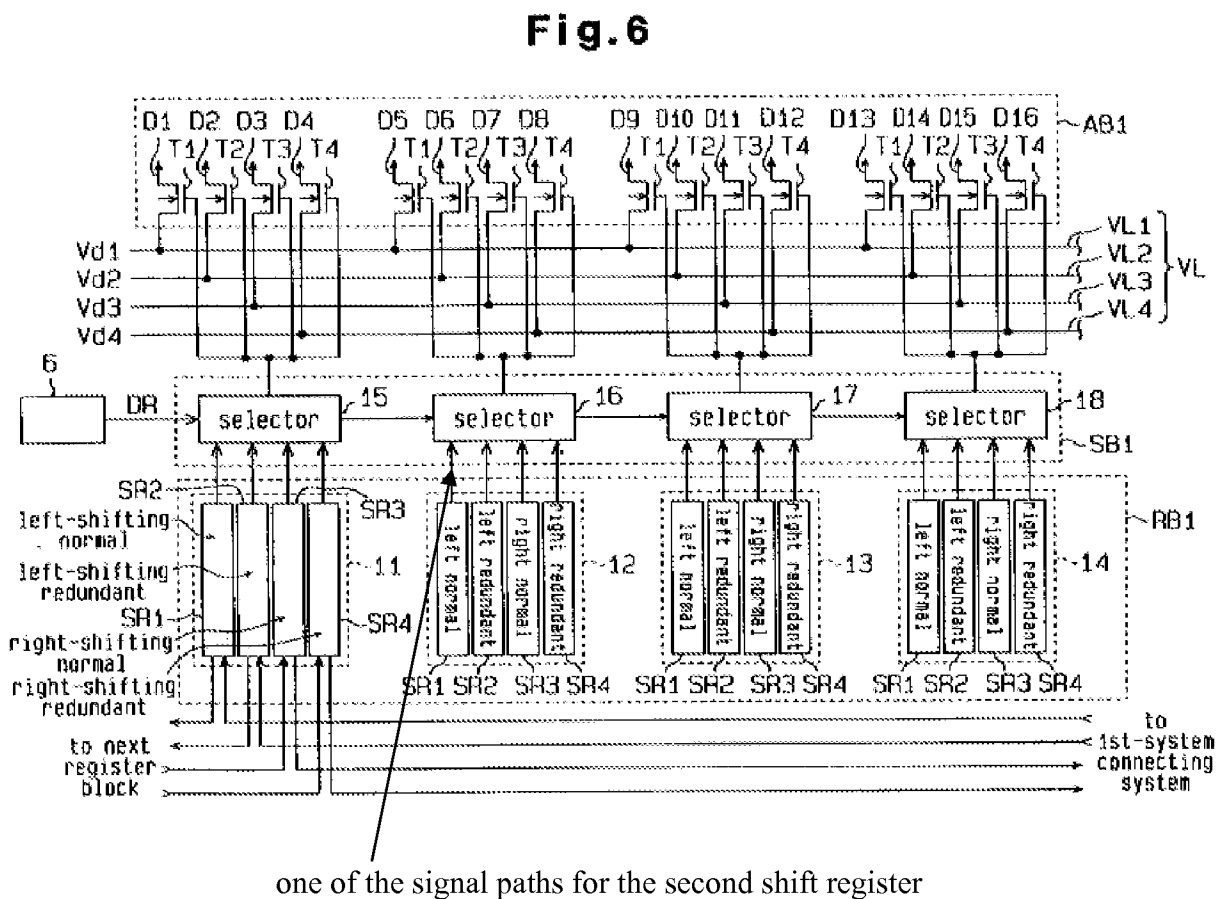 Fig.6
D1 D2 D3 D4 D5 D6 D7 D8 D9 D10 D11 D12 D13 D14 D15 D16
AB1
T1 T2 T3 T4 T1 T2 T3 T4 T1 T2 T3 T4 T1 T2 T3 T4
Vd1
Vd2
Vd3
Vd4
VL1
VL2
VL3
VL4
VL
6
DR
selector 15
selector 16
selector 17
selector 18
SB1
SR2
SR3
left-shifting
normal
left-shifting
redundant
SR1
right-shifting
normal
right-shifting
redundant
11
SR4
left normal
left redundant
right normal
right redundant
12
left normal
left redundant
right normal
right redundant
13
left normal
left redundant
right normal
right redundant
14
RB1
SR1 SR2 SR3 SR4
SR1 SR2 SR3 SR4
SR1 SR2 SR3 SR4
to next
register
block
to
1st-system
connecting
system
one of the signal paths for the second shift register